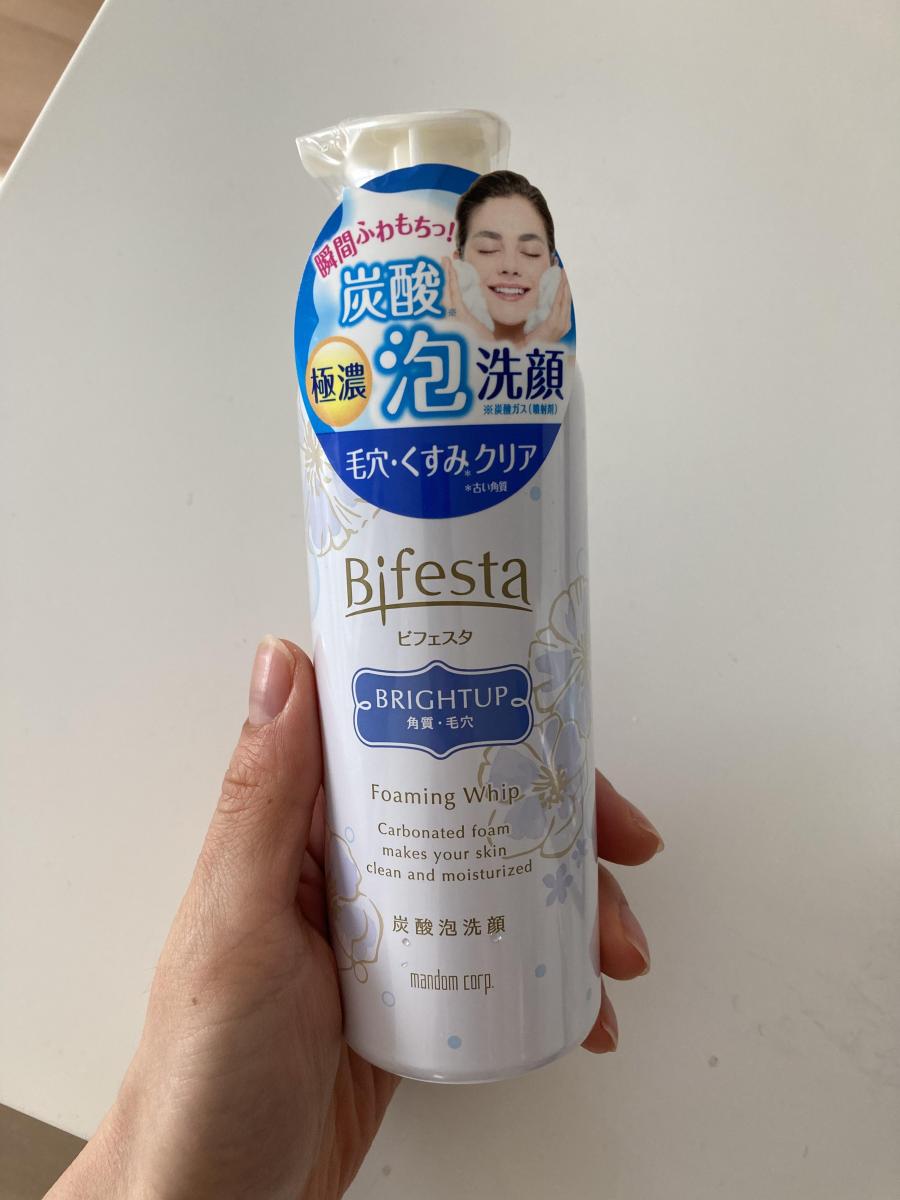 瞬間ふわもちっ!
炭酸※
極濃
泡洗顔
※炭酸ガス(噴射剤)
毛穴・くすみ*クリア
*古い角質
Bifesta
ビフェスタ
BRIGHTUP
角質・毛穴
Foaming Whip
Carbonated foam
makes your skin
clean and moisturized
炭酸泡洗顔
mandom corp.